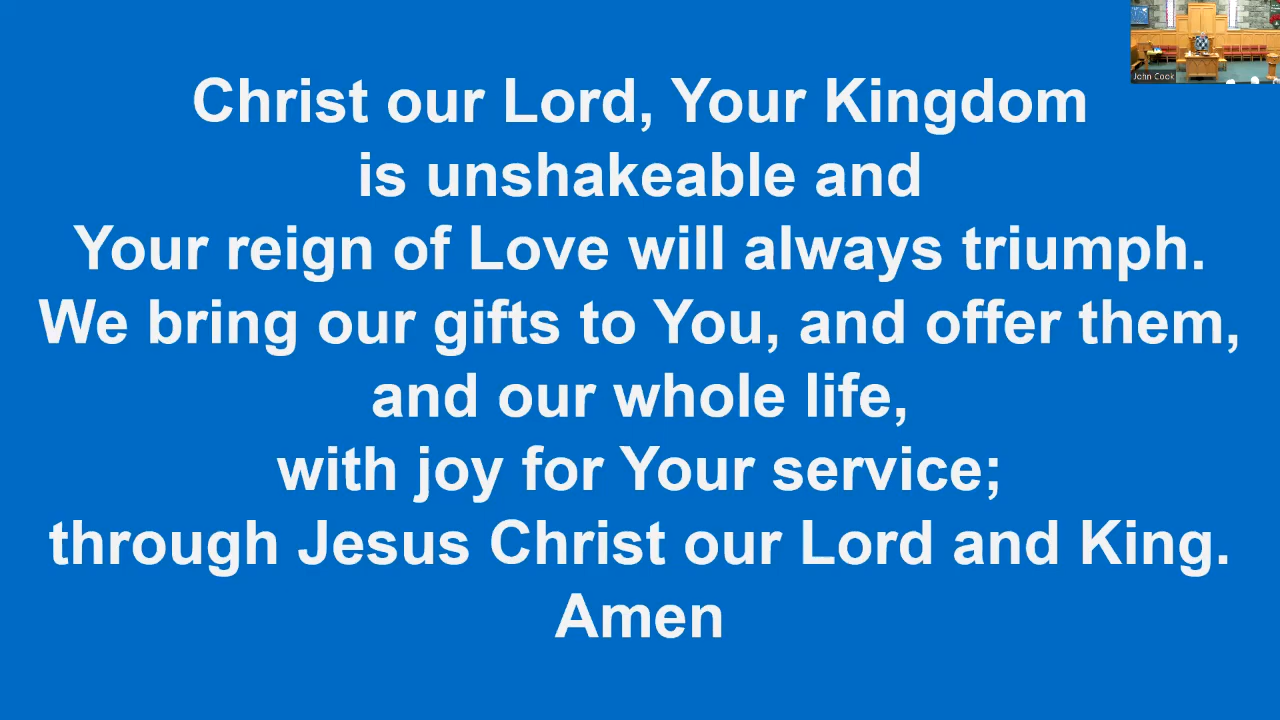 John Cook
Christ our Lord, Your Kingdom
is unshakeable and
Your reign of Love will always triumph.
We bring our gifts to You, and offer them,
and our whole life,
with joy for Your service;
through Jesus Christ our Lord and King.
Amen